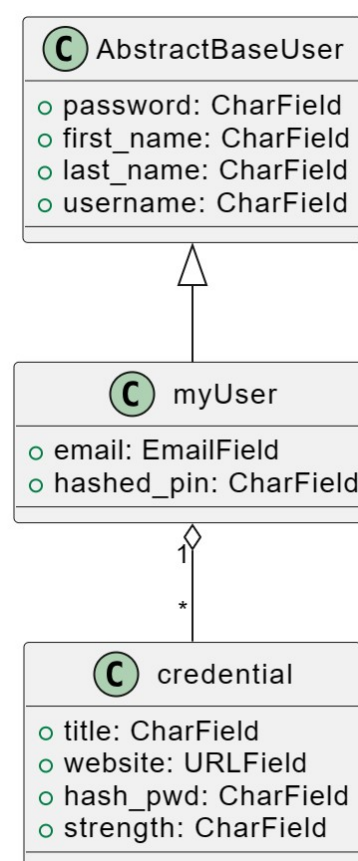 C AbstractBaseUser
password: CharField
first_name: CharField
last_name: CharField
username: CharField
C myUser
email: EmailField
hashed_pin: CharField
1
*
C credential
title: CharField
website: URLField
hash_pwd: CharField
strength: CharField